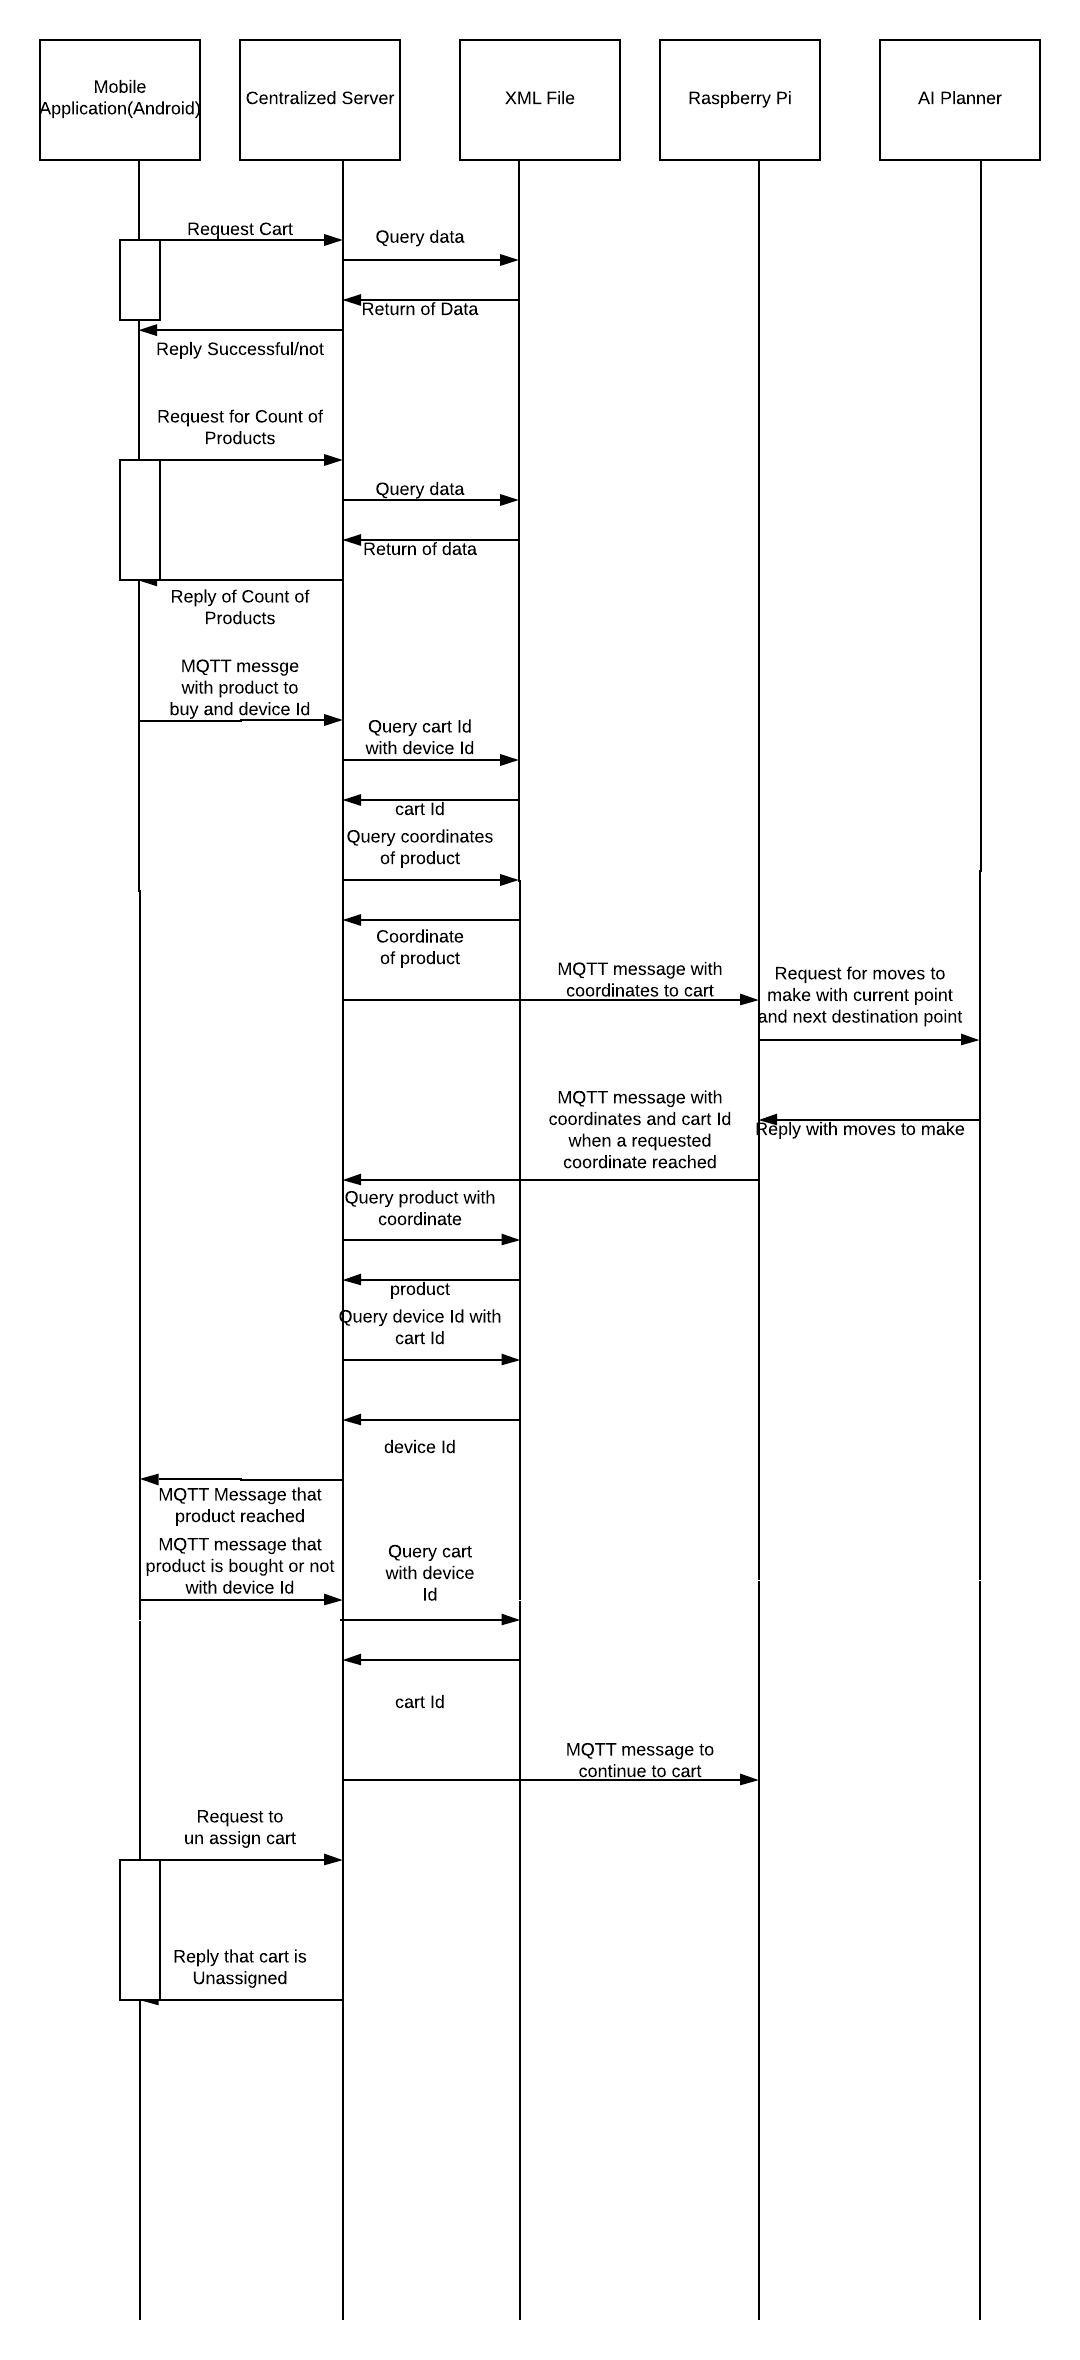 Mobile
Application(Android)
Centralized Server
XML File
Raspberry Pi
AI Planner
Request Cart
Query data
Return of Data
Reply Successful/not
Request for Count of
Products
Query data
Return of data
Reply of Count of
Products
MQTT messge
with product to
buy and device Id
Query cart Id
with device Id
cart Id
Query coordinates
of product
Coordinate
of product
MQTT message with
coordinates to cart
Request for moves to
make with current point
and next destination point
MQTT message with
coordinates and cart Id
when a requested
coordinate reached
Reply with moves to make
Query product with
coordinate
product
Query device Id with
cart Id
device Id
MQTT Message that
product reached
MQTT message that
product is bought or not
with device Id
Query cart
with device
Id
cart Id
MQTT message to
continue to cart
Request to
un assign cart
Reply that cart is
Unassigned